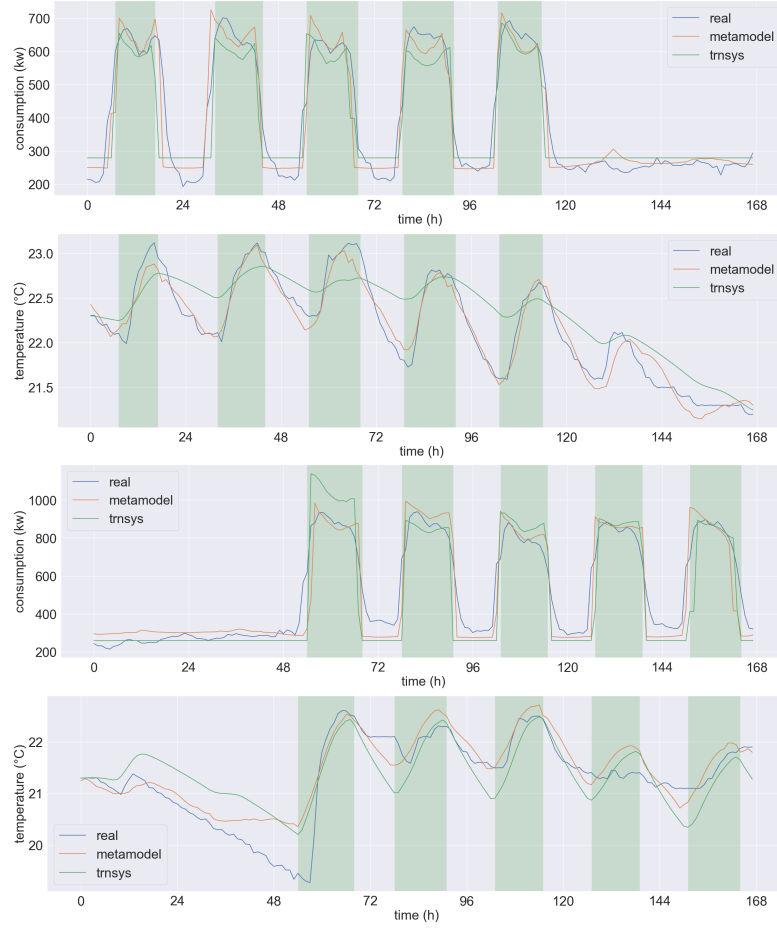 700
600
500
400
300
200
consumption (kw)
real
metamodel
trnsys
0 24 48 72 96 120 144 168
time (h)
23.0
22.5
22.0
21.5
temperature (°C)
real
metamodel
trnsys
0 24 48 72 96 120 144 168
time (h)
1000
800
600
400
200
consumption (kw)
real
metamodel
trnsys
0 24 48 72 96 120 144 168
time (h)
22
21
20
temperature (°C)
real
metamodel
trnsys
0 24 48 72 96 120 144 168
time (h)